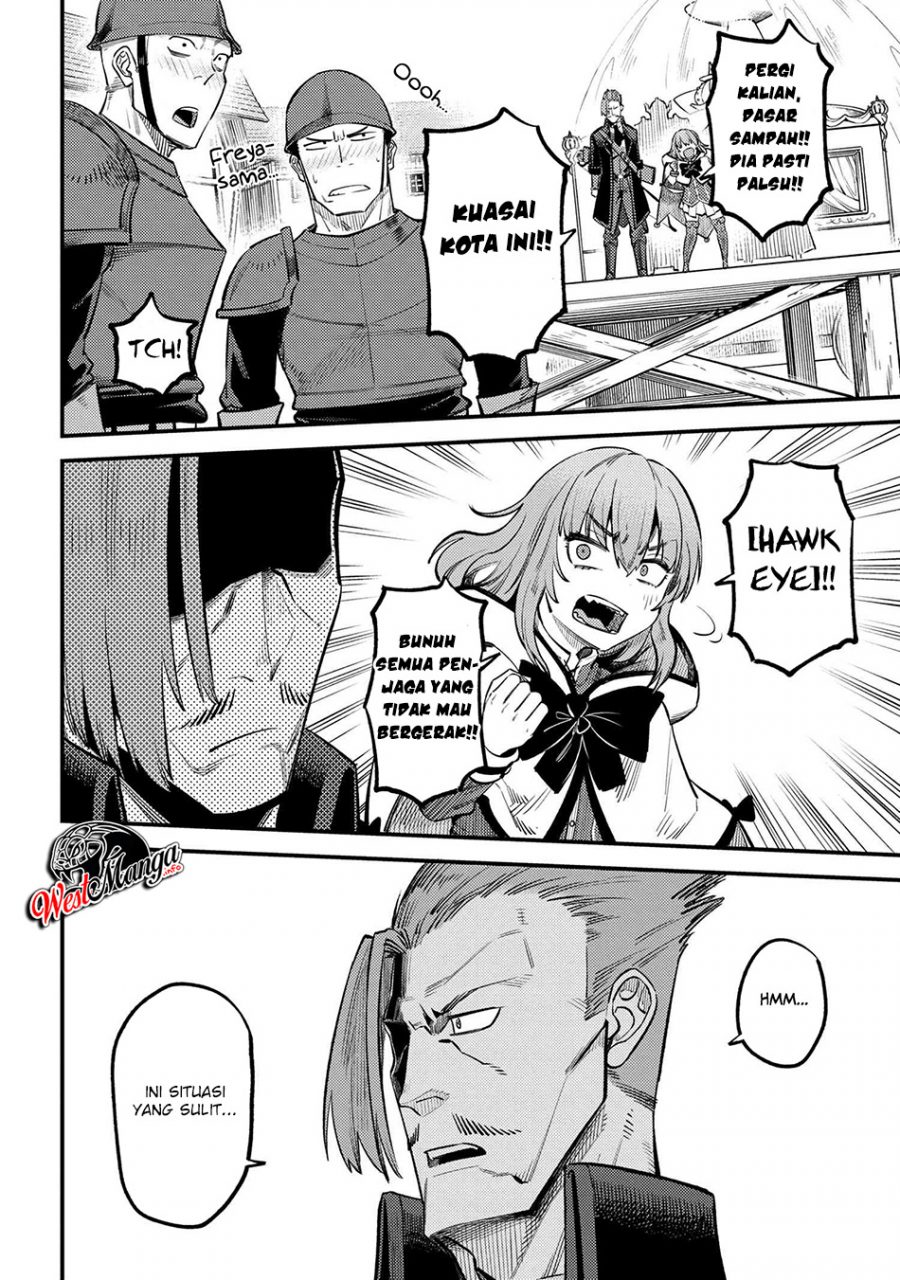 PERGI
KALIAN,
DASAR
SAMPAH!!
DIA PASTI
PALSU!!
KUASAI
KOTA INI!!
Oooh...
Freya-
sama...
TCH!
[HAWK
EYE]!!
BUNUH
SEMUA PEN-
JAGA YANG
TIDAK MAU
BERGERAK!!
WestManga.info
HMM...
INI SITUASI
YANG SULIT...